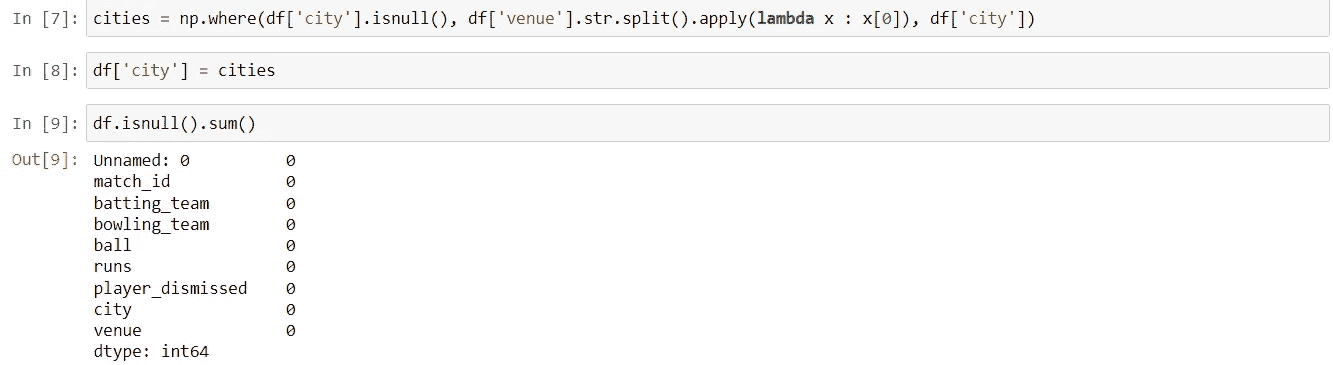 In [7]: cities = np.where(df['city'].isnull(), df['venue'].str.split().apply(lambda x : x[0]), df['city'])
In [8]: df['city'] = cities
In [9]: df.isnull().sum()
Out[9]: Unnamed: 0 0
match_id 0
batting_team 0
bowling_team 0
ball 0
runs 0
player_dismissed 0
city 0
venue 0
dtype: int64